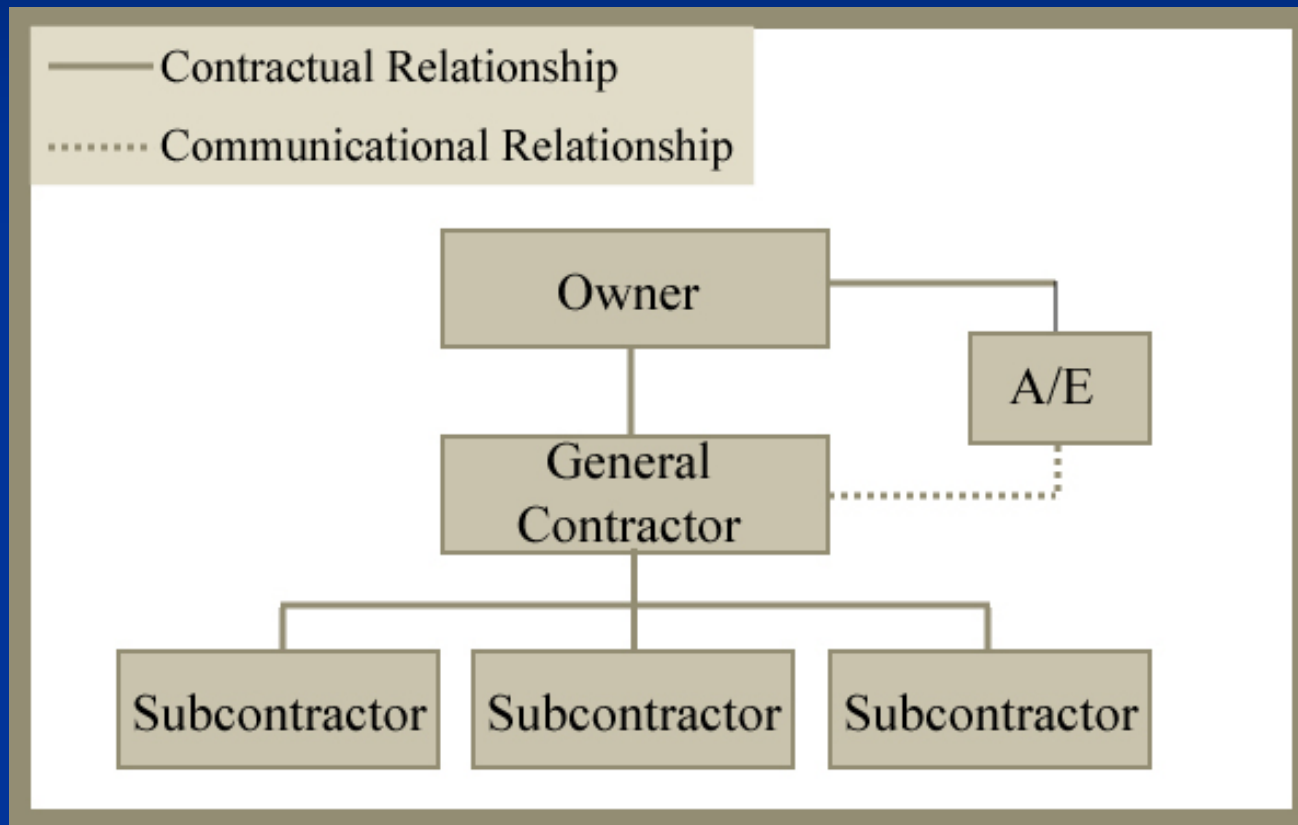 Contractual Relationship
Communicational Relationship
Owner
A/E
General
Contractor
Subcontractor
Subcontractor
Subcontractor